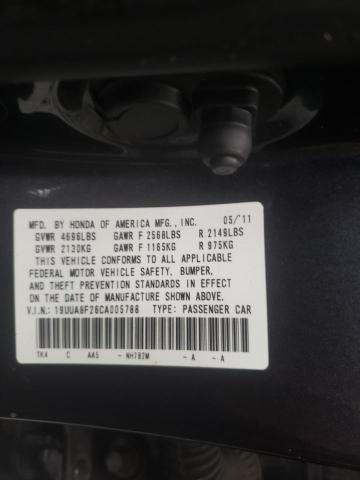 MFD. BY HONDA OF AMERICA MFG., INC. 05/11
GVWR 4696LBS GAWR F 2568LBS R 2149LBS
GVWR 2130KG GAWR F 1165KG R 975KG
THIS VEHICLE CONFORMS TO ALL APPLICABLE
FEDERAL MOTOR VEHICLE SAFETY, BUMPER,
AND THEFT PREVENTION STANDARDS IN EFFECT
ON THE DATE OF MANUFACTURE SHOWN ABOVE.
V.I.N.: 19UUA8F26CA005788 TYPE: PASSENGER CAR
TK4 C AA5 - NH782M - A - A